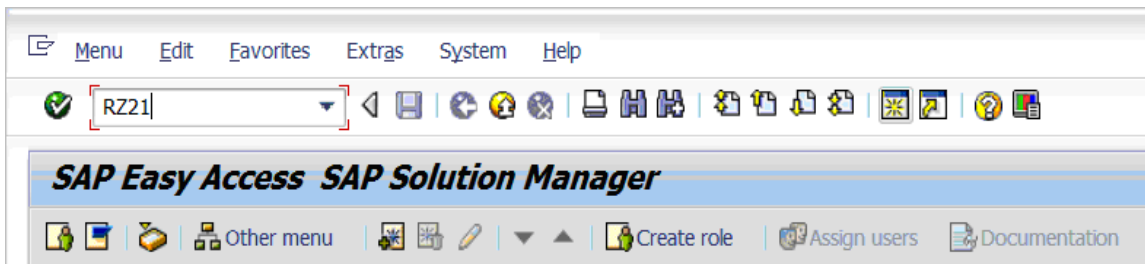 Menu Edit Favorites Extras System Help
RZ21
SAP Easy Access SAP Solution Manager
Other menu Create role Assign users Documentation